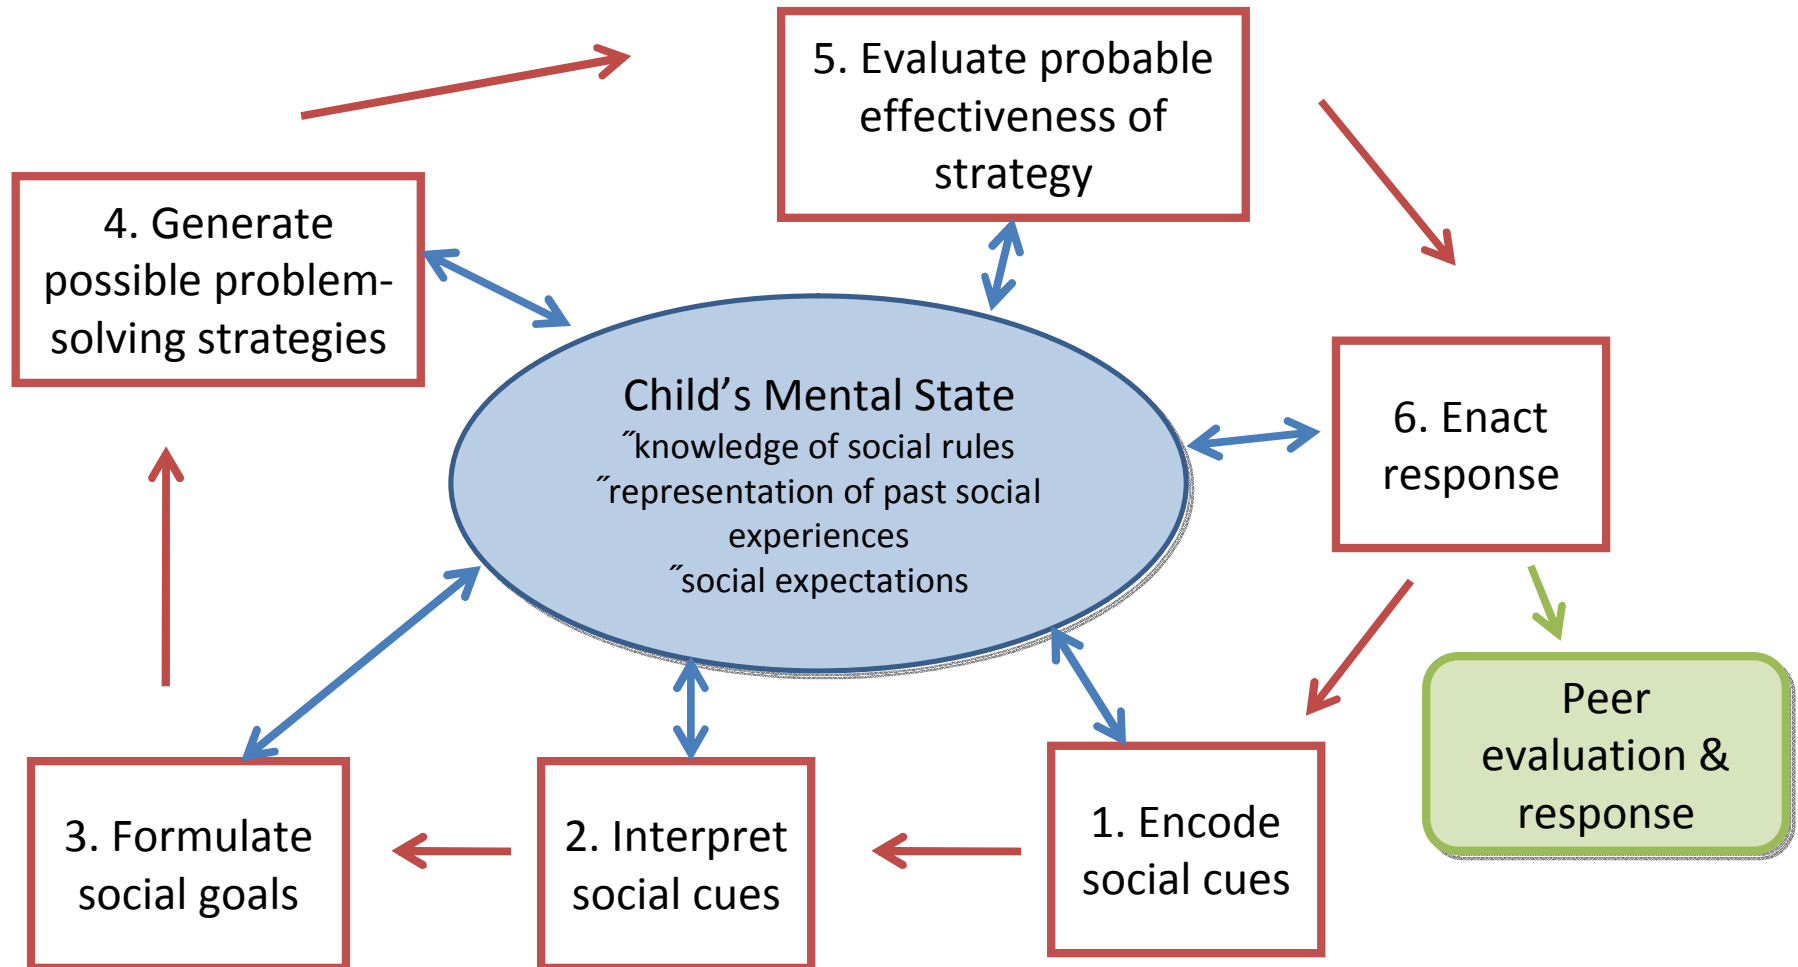 5. Evaluate probable
effectiveness of
strategy
4. Generate
possible problem-
solving strategies
Child’s Mental State
˝knowledge of social rules
˝representation of past social
experiences
˝social expectations
6. Enact
response
Peer
evaluation &
response
3. Formulate
social goals
2. Interpret
social cues
1. Encode
social cues